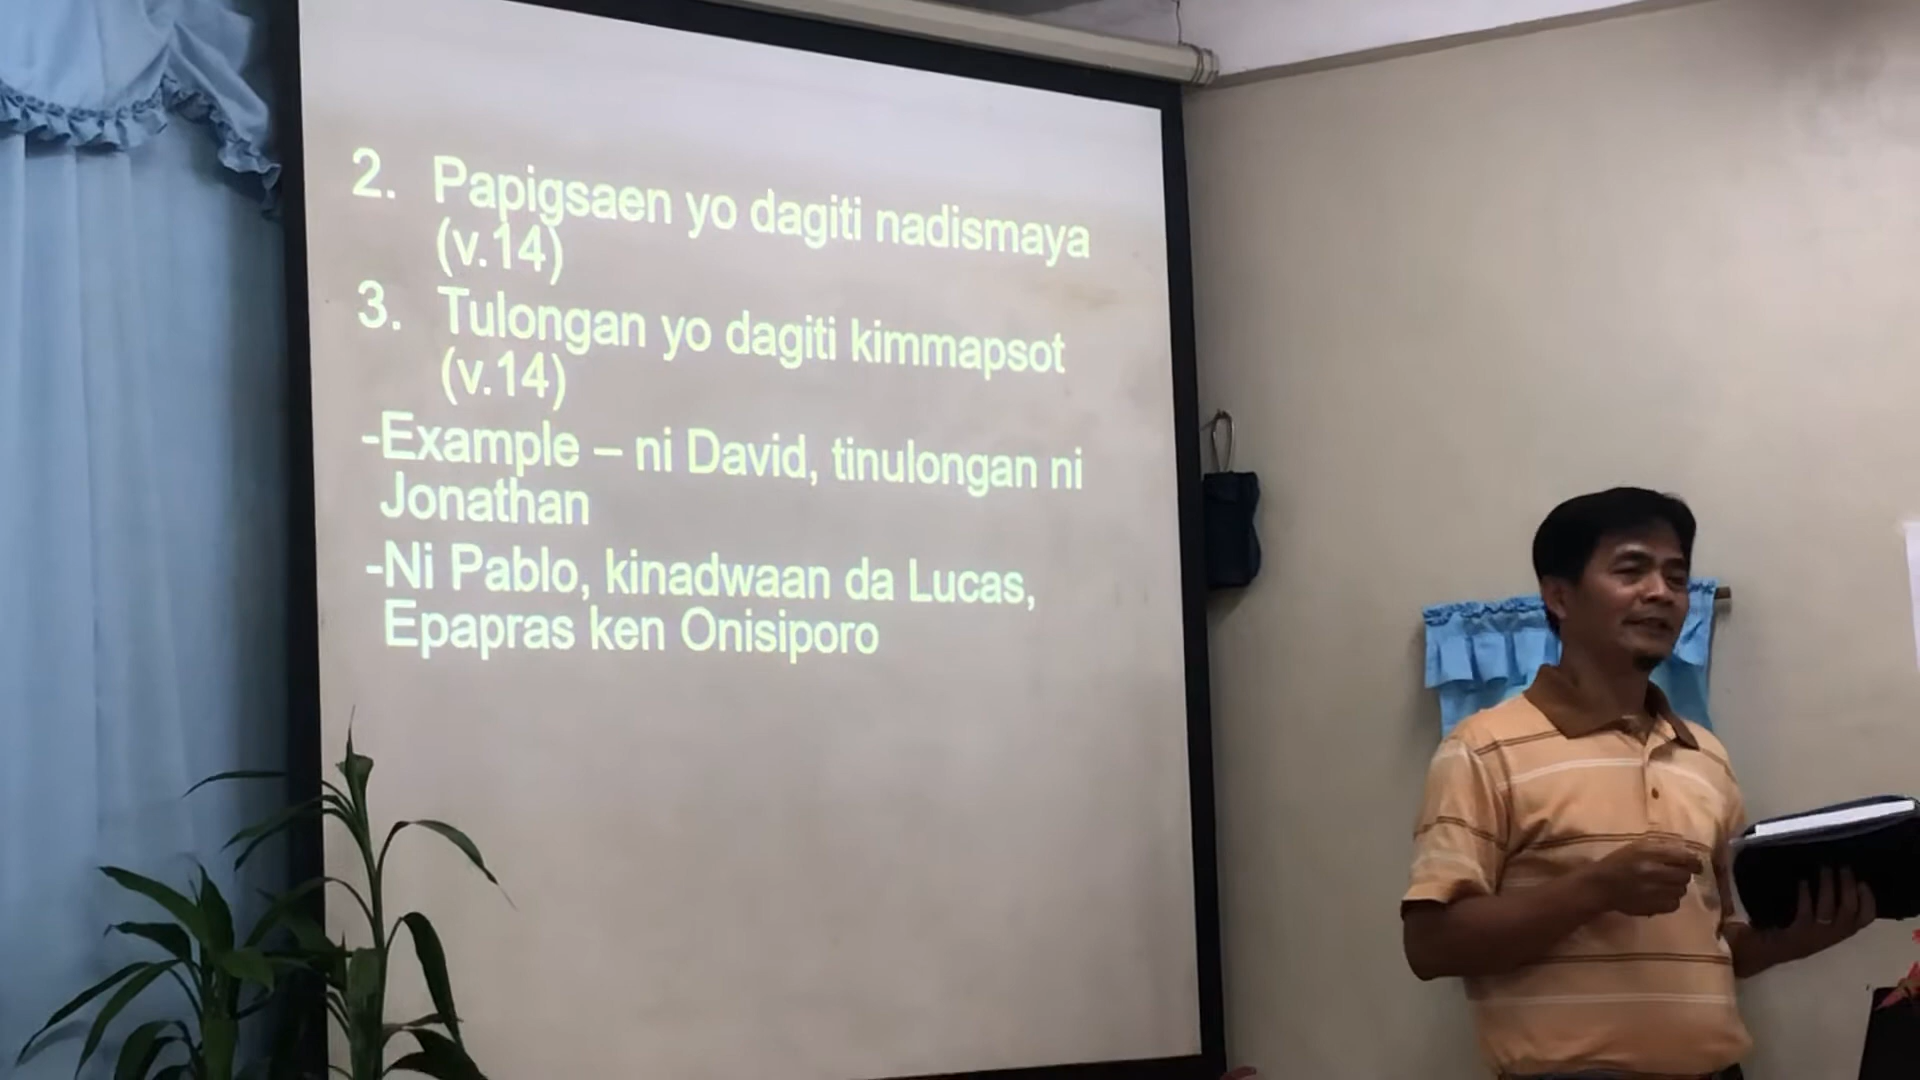 2. Papigsaen yo dagiti nadismaya
(v.14)
3. Tulongan yo dagiti kimmapsot
(v.14)
-Example – ni David, tinulongan ni
Jonathan
-Ni Pablo, kinadwaan da Lucas,
Epapras ken Onisiporo